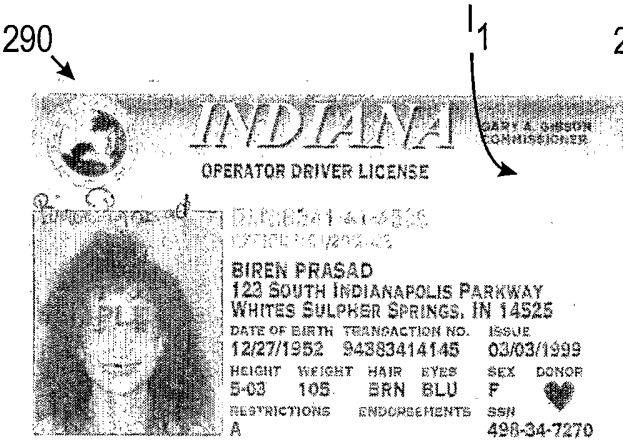 290
I1
2
INDIANA
GARY A. GIBSON
COMMISSIONER
OPERATOR DRIVER LICENSE
BIREN PRASAD
123 SOUTH INDIANAPOLIS PARKWAY
WHITES SULPHER SPRINGS, IN 14525
DATE OF BIRTH TRANSACTION NO. ISSUE
12/27/1952 94383414145 03/03/1999
HEIGHT WEIGHT HAIR EYES SEX DONOR
5-03 105 BRN BLU F
RESTRICTIONS ENDORSEMENTS SSN
A 498-34-7270